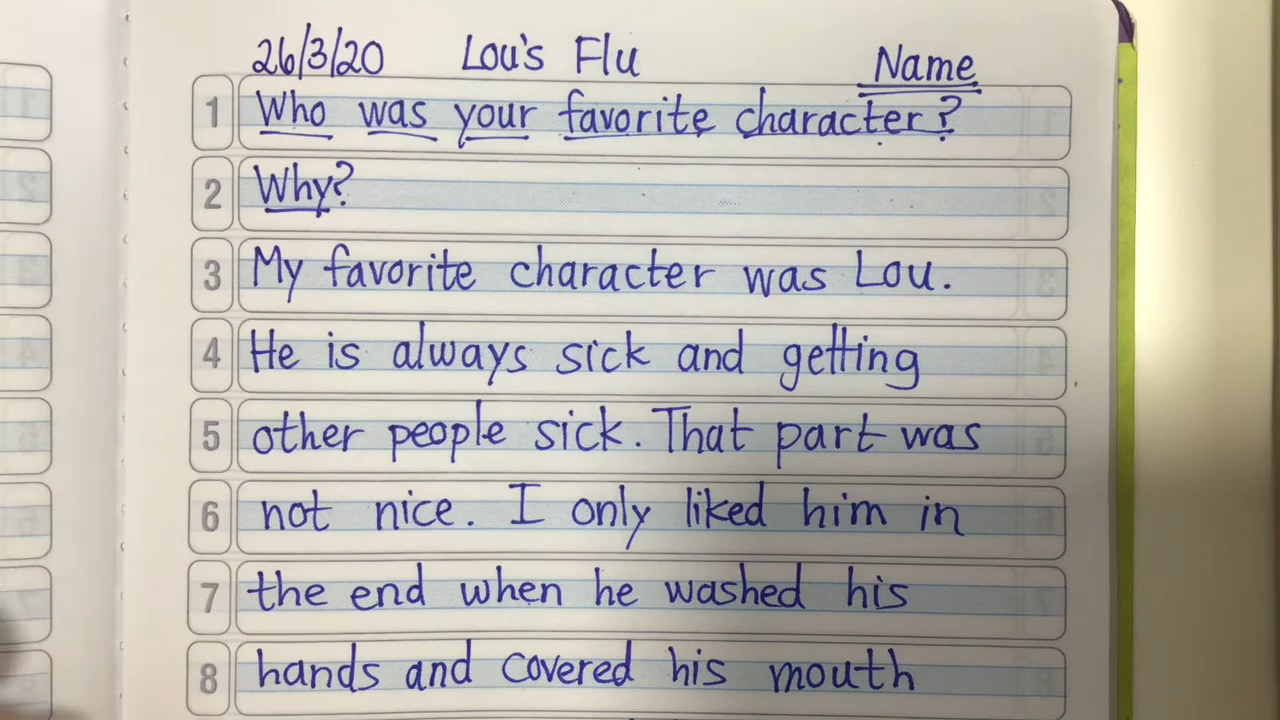 26/3/20 Lou's Flu Name
1 Who was your favorite character?
2 Why?
3 My favorite character was Lou.
4 He is always sick and getting
5 other people sick. That part was
6 not nice. I only liked him in
7 the end when he washed his
8 hands and covered his mouth